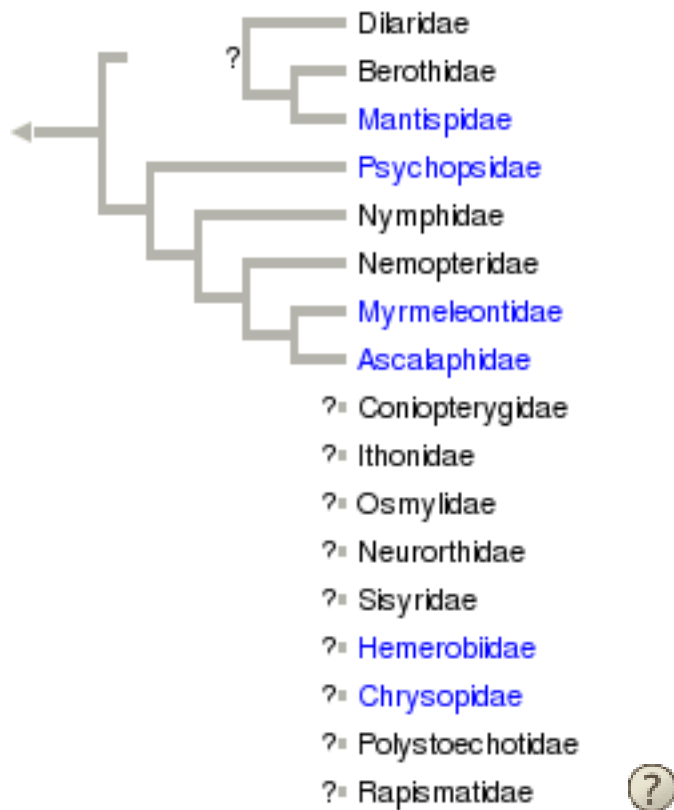 Dilaridae
?
Berothidae
Mantispidae
Psychopsidae
Nymphidae
Nemopteridae
Myrmeleontidae
Ascalaphidae
? Coniopterygidae
? Ithonidae
? Osmylidae
? Neurorthidae
? Sisyridae
? Hemerobiidae
? Chrysopidae
? Polystoechotidae
? Rapismatidae
?